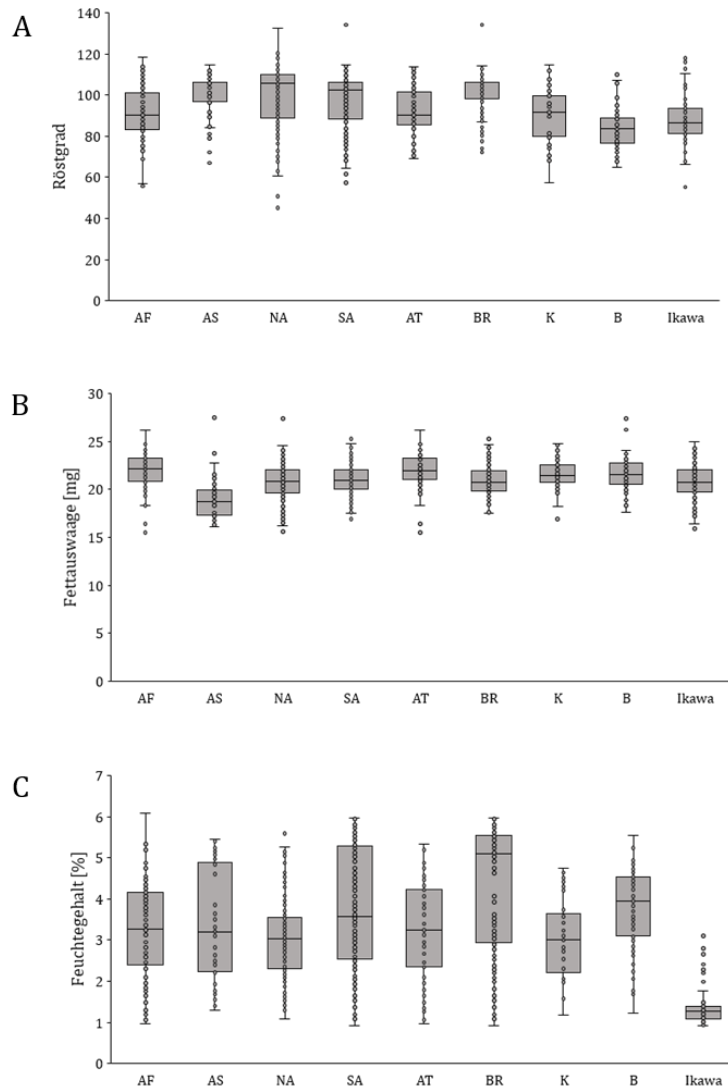 A
140
120
100
80
60
40
20
0
Röstgrad
AF AS NA SA AT BR K B Ikawa
B
30
25
20
15
10
5
0
Fettauswaage [mg]
AF AS NA SA AT BR K B Ikawa
C
7
6
5
4
3
2
1
0
Feuchtegehalt [%]
AF AS NA SA AT BR K B Ikawa